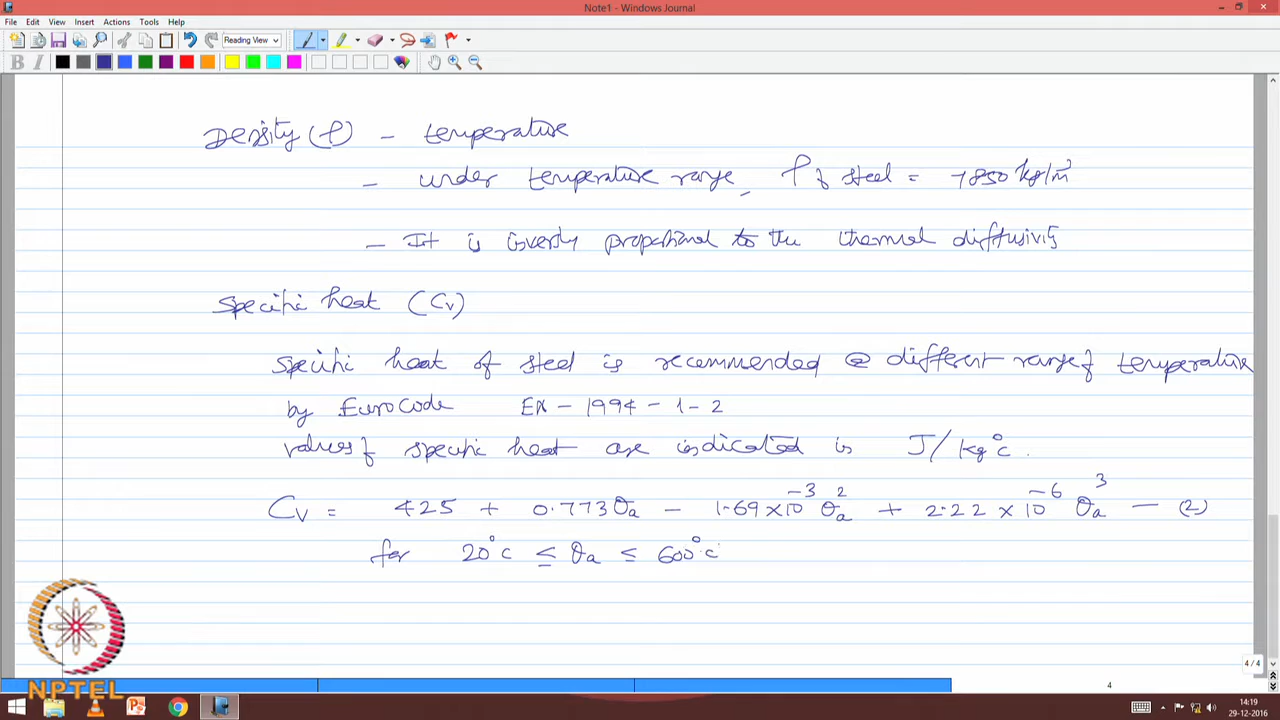 Note1 - Windows Journal
File Edit View Insert Actions Tools Help
Reading View
B I
Density (ρ) - temperature
- under temperature range, ρ of steel = 7850 kg/m³
- It is inversly proportional to the thermal diffusivity
Specific heat (Cv)
Specific heat of steel is recommended @ different range of temperature
by EuroCode EN - 1994 - 1 - 2
values of specific heat are indicated in J/kg°c.
Cv = 425 + 0.773θa - 1.69 x 10⁻³ θa² + 2.22 x 10⁻⁶ θa³ — (2)
for 20°c ≤ θa ≤ 600°c
4 / 4
4
NPTEL
14:19
29-12-2016